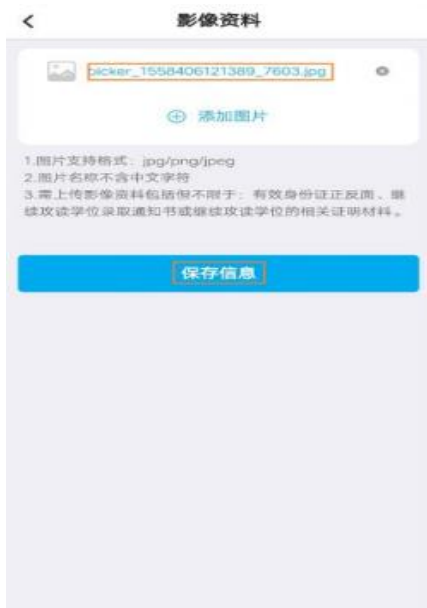 影像资料
picker_1558406121389_7603.jpg
添加图片
1.图片支持格式：jpg/png/jpeg
2.图片名称不含中文字符
3.需上传影像资料包括但不限于：有效身份证正反面、继
续攻读学位录取通知书或继续攻读学位的相关证明材料。
保存信息